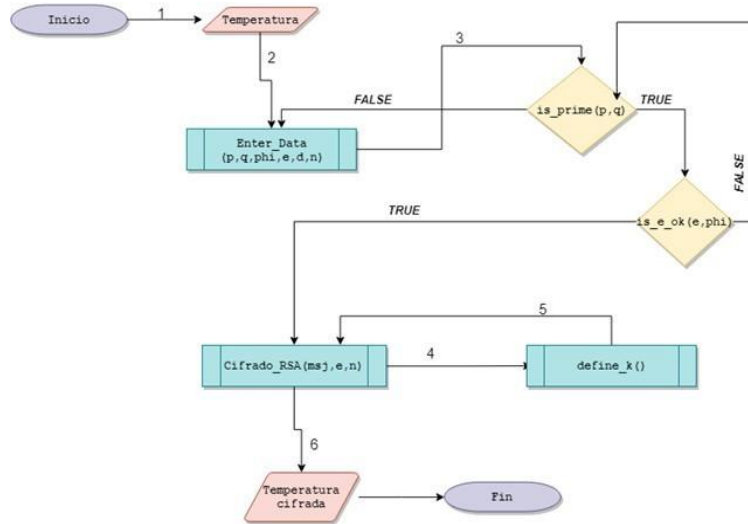 Inicio
1
Temperatura
2
3
is_prime(p,q)
FALSE
TRUE
Enter_Data
(p,q,phi,e,d,n)
FALSE
is_e_ok(e,phi)
TRUE
5
Cifrado_RSA(msj,e,n)
4
define_k()
6
Temperatura
cifrada
Fin